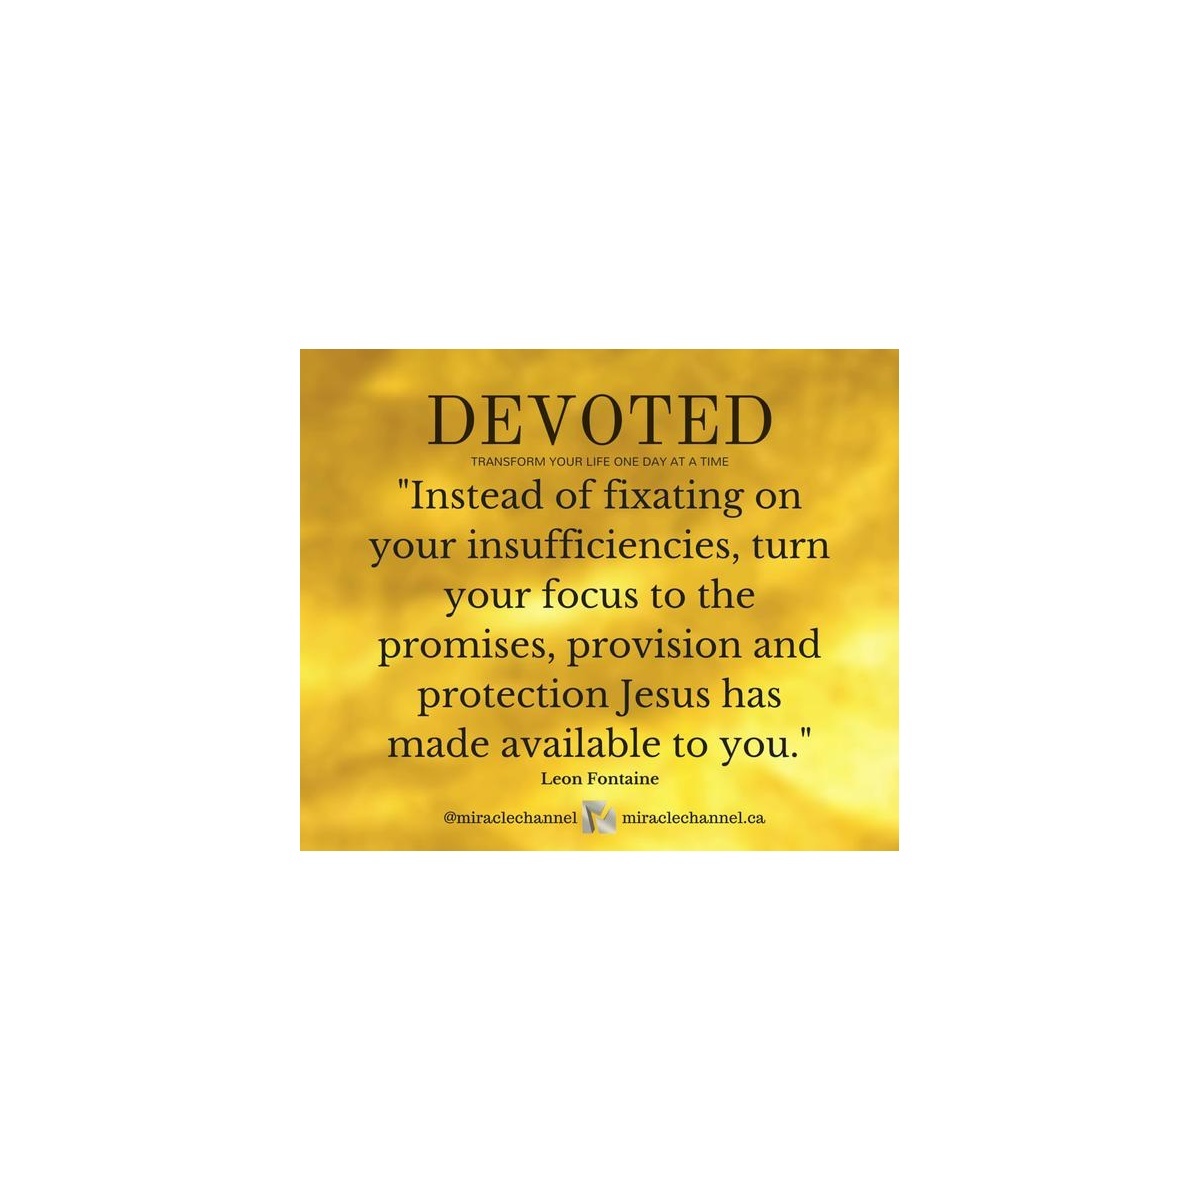 DEVOTED
TRANSFORM YOUR LIFE ONE DAY AT A TIME
"Instead of fixating on
your insufficiencies, turn
your focus to the
promises, provision and
protection Jesus has
made available to you."
Leon Fontaine
@miraclechannel miraclechannel.ca